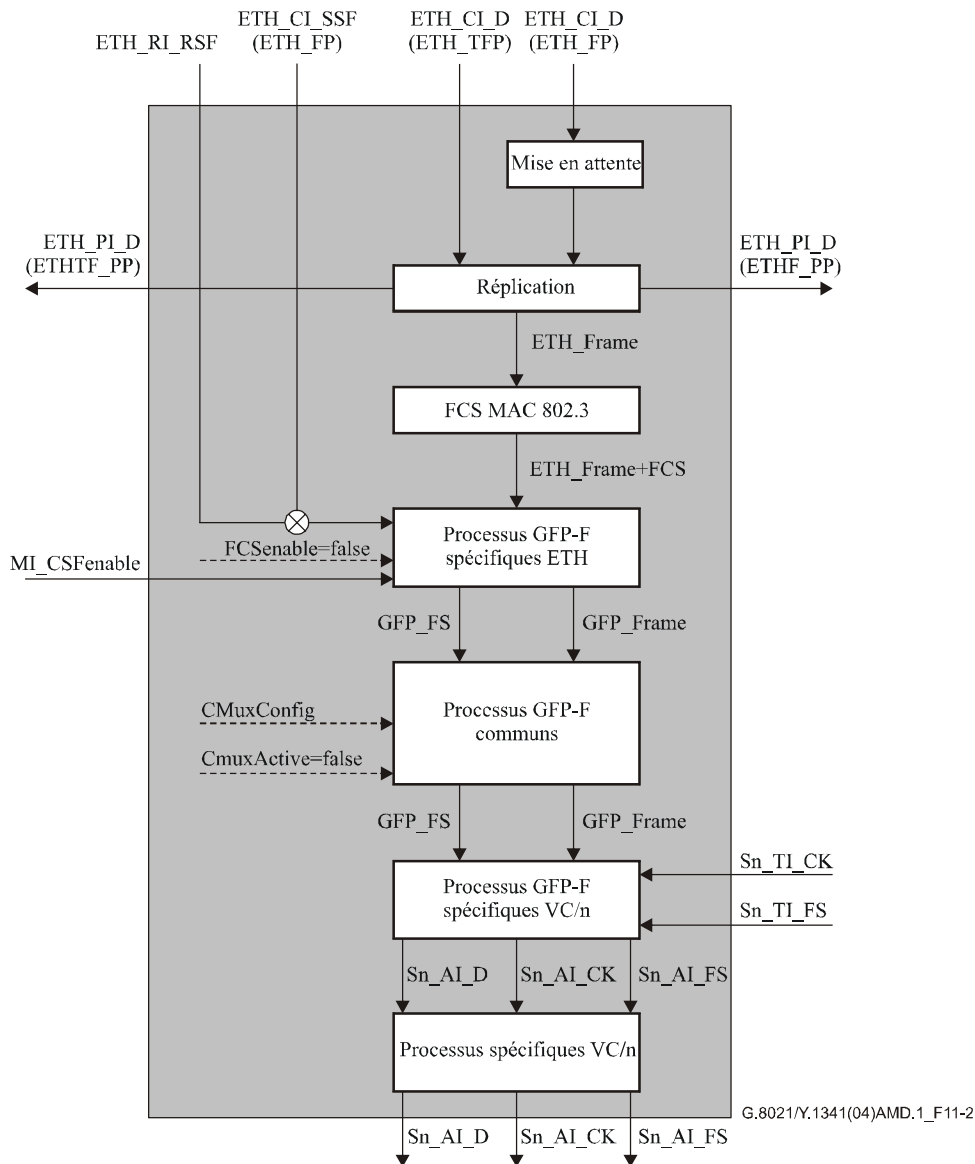 ETH_CI_SSF
(ETH_FP)
ETH_CI_D
(ETH_TFP)
ETH_CI_D
(ETH_FP)
ETH_RI_RSF
Mise en attente
ETH_PI_D
(ETHTF_PP)
ETH_PI_D
(ETHF_PP)
Réplication
ETH_Frame
FCS MAC 802.3
ETH_Frame+FCS
Processus GFP-F
spécifiques ETH
FCSenable=false
MI_CSFenable
GFP_FS
GFP_Frame
CMuxConfig
Processus GFP-F
communs
CmuxActive=false
GFP_FS
GFP_Frame
Sn_TI_CK
Processus GFP-F
spécifiques VC/n
Sn_TI_FS
Sn_AI_D
Sn_AI_CK
Sn_AI_FS
Processus spécifiques VC/n
G.8021/Y.1341(04)AMD.1_F11-2
Sn_AI_D
Sn_AI_CK
Sn_AI_FS